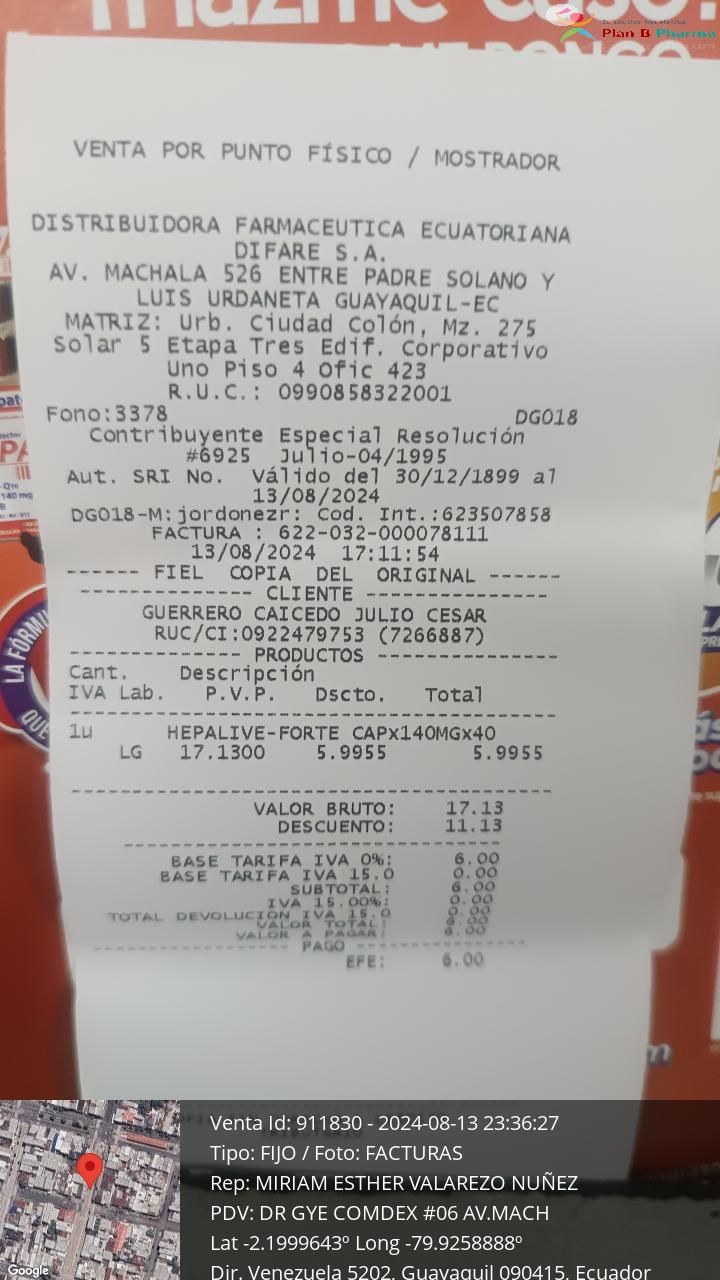 Su solución más efectiva!
Plan B Pharma
VENTA POR PUNTO FÍSICO / MOSTRADOR
DISTRIBUIDORA FARMACEUTICA ECUATORIANA
DIFARE S.A.
AV. MACHALA 526 ENTRE PADRE SOLANO Y
LUIS URDANETA GUAYAQUIL-EC
MATRIZ: Urb. Ciudad Colón, Mz. 275
Solar 5 Etapa Tres Edif. Corporativo
Uno Piso 4 Ofic 423
R.U.C.: 0990858322001
Fono:3378 DG018
Contribuyente Especial Resolución
#6925 Julio-04/1995
Aut. SRI No. Válido del 30/12/1899 al
13/08/2024
DG018-M:jordonezr: Cod. Int.:623507858
FACTURA : 622-032-000078111
13/08/2024 17:11:54
------ FIEL COPIA DEL ORIGINAL ------
-------------- CLIENTE ---------------
GUERRERO CAICEDO JULIO CESAR
RUC/CI:0922479753 (7266887)
-------------- PRODUCTOS ---------------
Cant. Descripción
IVA Lab. P.V.P. Dscto. Total
1u HEPALIVE-FORTE CAPx140MGx40
LG 17.1300 5.9955 5.9955
VALOR BRUTO: 17.13
DESCUENTO: 11.13
BASE TARIFA IVA 0%: 6.00
BASE TARIFA IVA 15.0 0.00
SUBTOTAL: 6.00
IVA 15.00%: 0.00
TOTAL DEVOLUCION IVA 15.0 0.00
VALOR TOTAL: 6.00
VALOR A PAGAR: 6.00
---------------- PAGO ----------------
EFE: 6.00
Venta Id: 911830 - 2024-08-13 23:36:27
Tipo: FIJO / Foto: FACTURAS
Rep: MIRIAM ESTHER VALAREZO NUÑEZ
PDV: DR GYE COMDEX #06 AV.MACH
Lat -2.1999643º Long -79.9258888º
Dir. Venezuela 5202, Guayaquil 090415, Ecuador
Google